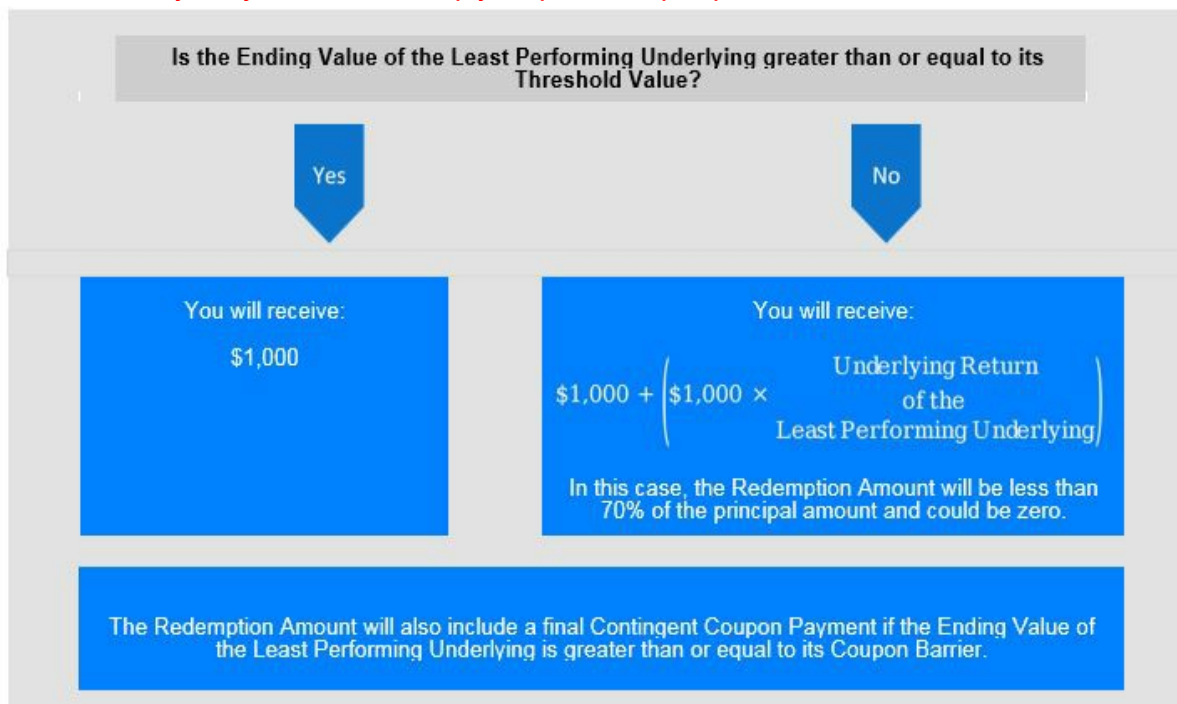 Is the Ending Value of the Least Performing Underlying greater than or equal to its
Threshold Value?
Yes
No
You will receive:
$1,000
You will receive:
$1,000 + ($1,000 × Underlying Return
of the
Least Performing Underlying)
In this case, the Redemption Amount will be less than
70% of the principal amount and could be zero.
The Redemption Amount will also include a final Contingent Coupon Payment if the Ending Value of
the Least Performing Underlying is greater than or equal to its Coupon Barrier.